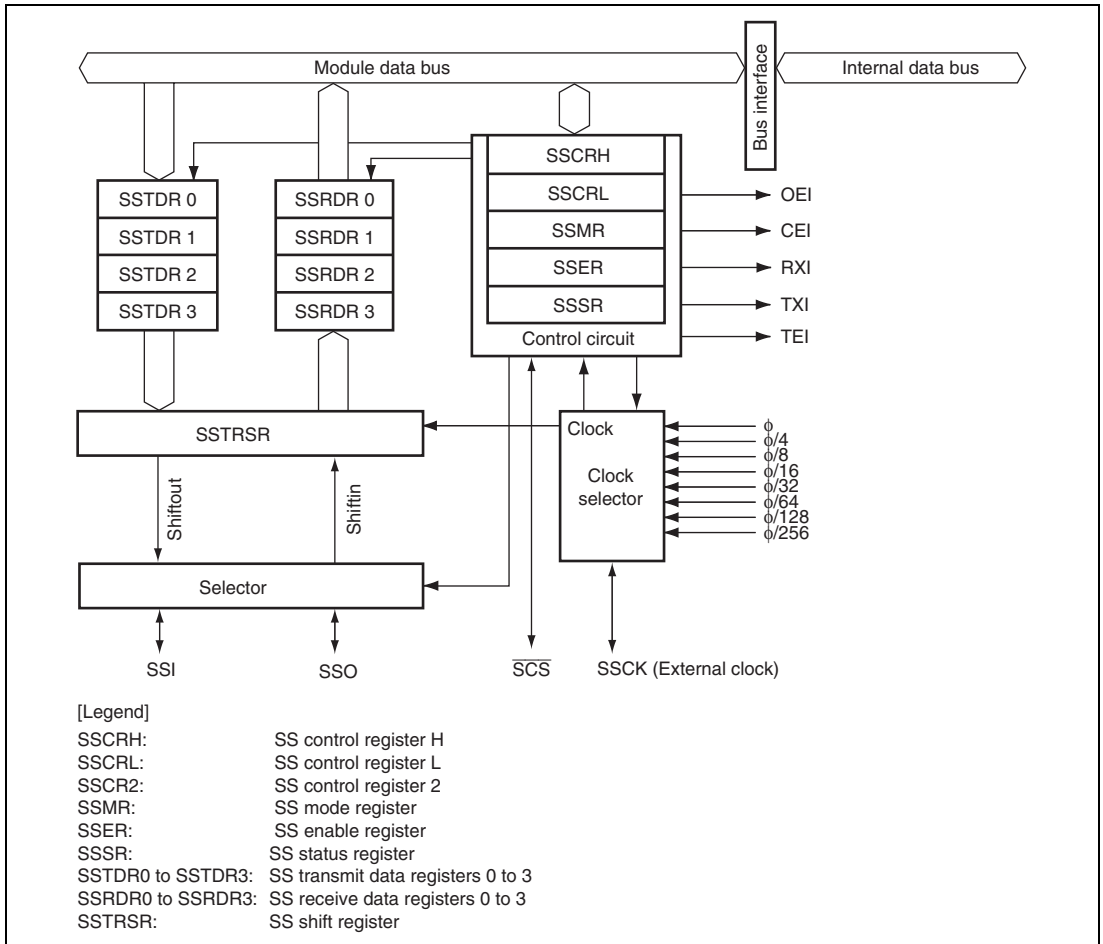 Module data bus
Bus interface
Internal data bus
SSTDR 0
SSTDR 1
SSTDR 2
SSTDR 3
SSRDR 0
SSRDR 1
SSRDR 2
SSRDR 3
SSCRH
SSCRL
SSMR
SSER
SSSR
Control circuit
OEI
CEI
RXI
TXI
TEI
SSTRSR
Clock
Clock
selector
ϕ
ϕ/4
ϕ/8
ϕ/16
ϕ/32
ϕ/64
ϕ/128
ϕ/256
Shiftout
Shiftin
Selector
SSI
SSO
S̅C̅S̅
SSCK (External clock)
[Legend]
SSCRH: SS control register H
SSCRL: SS control register L
SSCR2: SS control register 2
SSMR: SS mode register
SSER: SS enable register
SSSR: SS status register
SSTDR0 to SSTDR3: SS transmit data registers 0 to 3
SSRDR0 to SSRDR3: SS receive data registers 0 to 3
SSTRSR: SS shift register